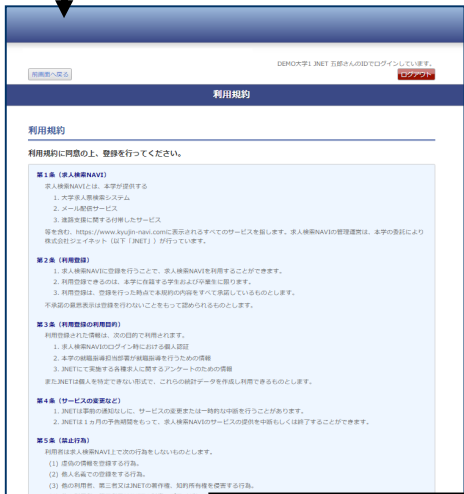 DEMO大学1 JNET 五郎さんのIDでログインしています。
前画面へ戻る
ログアウト
利用規約
利用規約
利用規約に同意の上、登録を行ってください。
第1条（求人検索NAVI）
求人検索NAVIとは、本学が提供する
1. 大学求人票検索システム
2. メール配信サービス
3. 進路支援に関する付帯したサービス
等を含む、https://www.kyujin-navi.comに表示されるすべてのサービスを指します。求人検索NAVIの管理運営は、本学の委託により
株式会社ジェイネット（以下「JNET」）が行っています。
第2条（利用登録）
1. 求人検索NAVIに登録を行うことで、求人検索NAVIを利用することができます。
2. 利用登録できるのは、本学に在籍する学生および卒業生に限ります。
3. 利用登録は、登録を行った時点で本規約の内容をすべて承諾しているものとします。
不承諾の意思表示は登録を行わないことをもって認められるものとします。
第3条（利用登録の利用目的）
利用登録された情報は、次の目的で利用されます。
1. 求人検索NAVIのログイン時における個人認証
2. 本学の就職指導担当部署が就職指導を行うための情報
3. JNETにて実施する各種求人に関するアンケートのための情報
またJNETは個人を特定できない形式で、これらの統計データを作成し利用できるものとします。
第4条（サービスの変更など）
1. JNETは事前の通知なしに、サービスの変更または一時的な中断を行うことがあります。
2. JNETは1ヵ月の予告期間をもって、求人検索NAVIのサービスの提供を中断もしくは終了することができます。
第5条（禁止行為）
利用者は求人検索NAVI上で次の行為をしないものとします。
(1) 虚偽の情報を登録する行為。
(2) 他人名義での登録をする行為。
(3) 他の利用者、第三者又はJNETの著作権、知的所有権を侵害する行為。